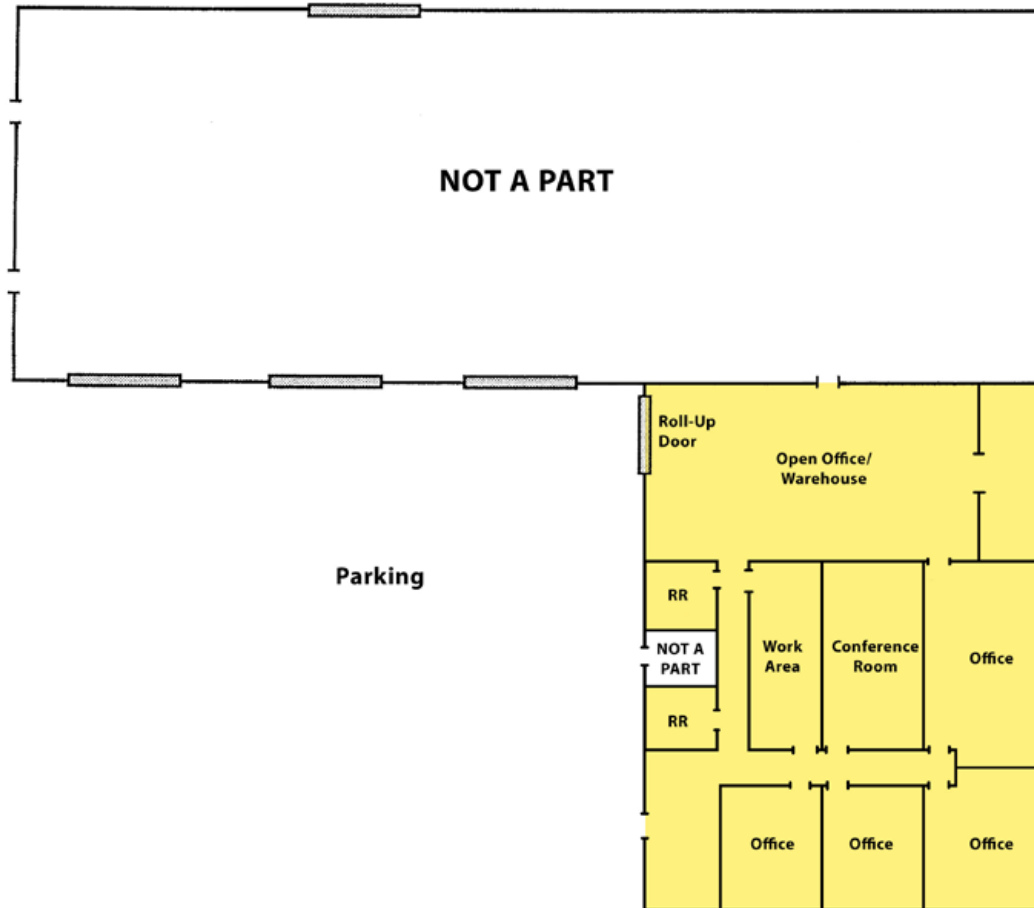 NOT A PART
Roll-Up
Door
Open Office/
Warehouse
Parking
RR
NOT A
PART
Work
Area
Conference
Room
Office
RR
Office
Office
Office